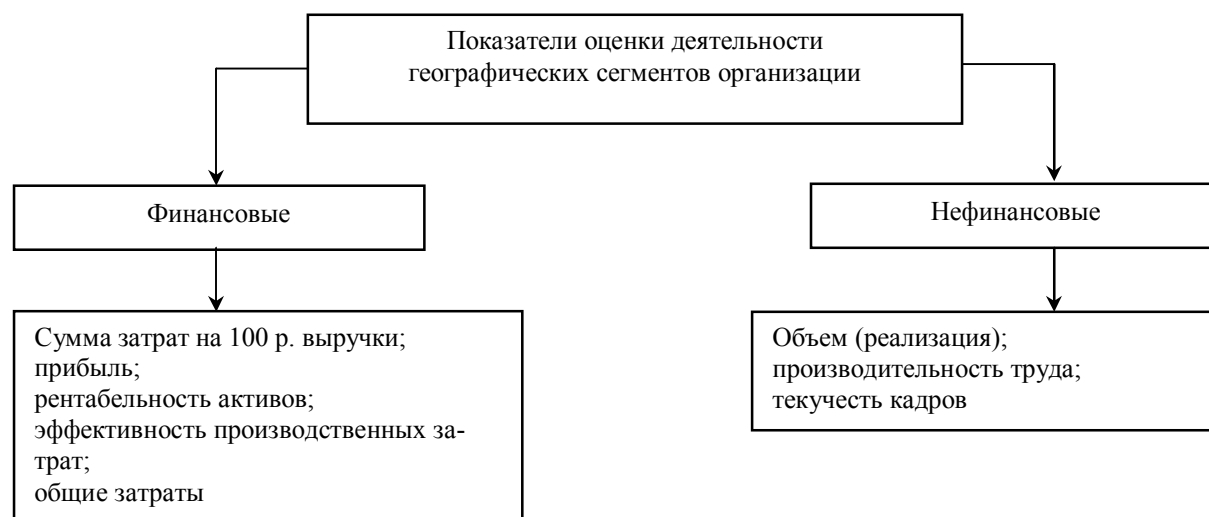 Показатели оценки деятельности
географических сегментов организации
Финансовые
Нефинансовые
Сумма затрат на 100 р. выручки;
прибыль;
рентабельность активов;
эффективность производственных за-
трат;
общие затраты
Объем (реализация);
производительность труда;
текучесть кадров